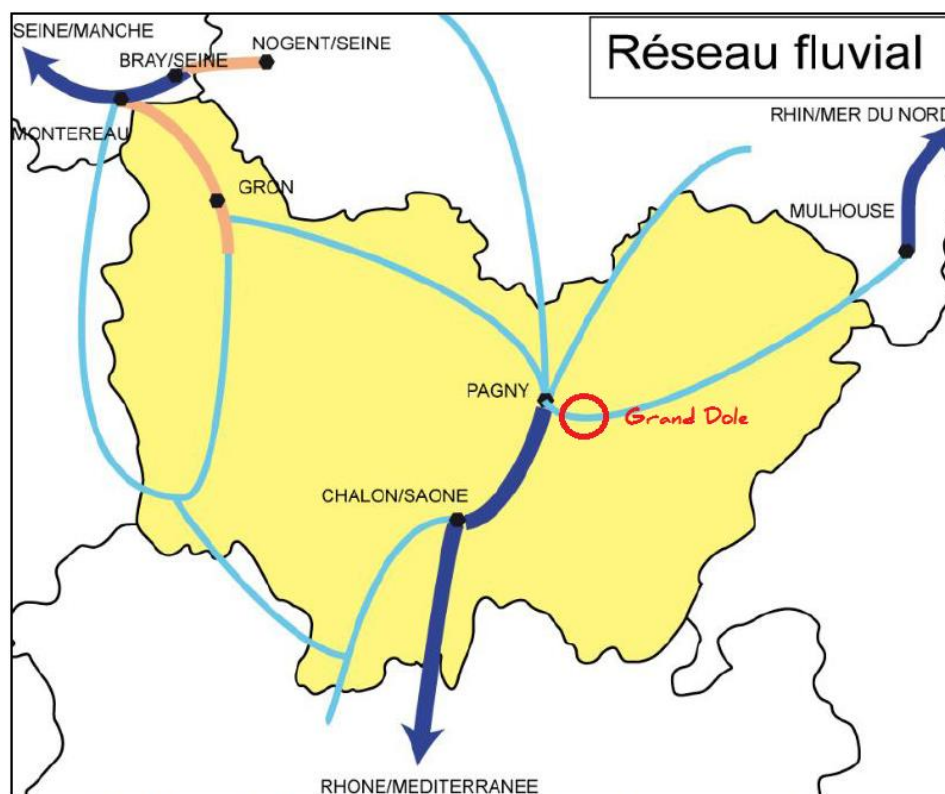 Réseau fluvial
SEINE/MANCHE
BRAY/SEINE
NOGENT/SEINE
MONTEREAU
GRON
RHIN/MER DU NORD
MULHOUSE
PAGNY
Grand Dole
CHALON/SAONE
RHONE/MEDITERRANEE